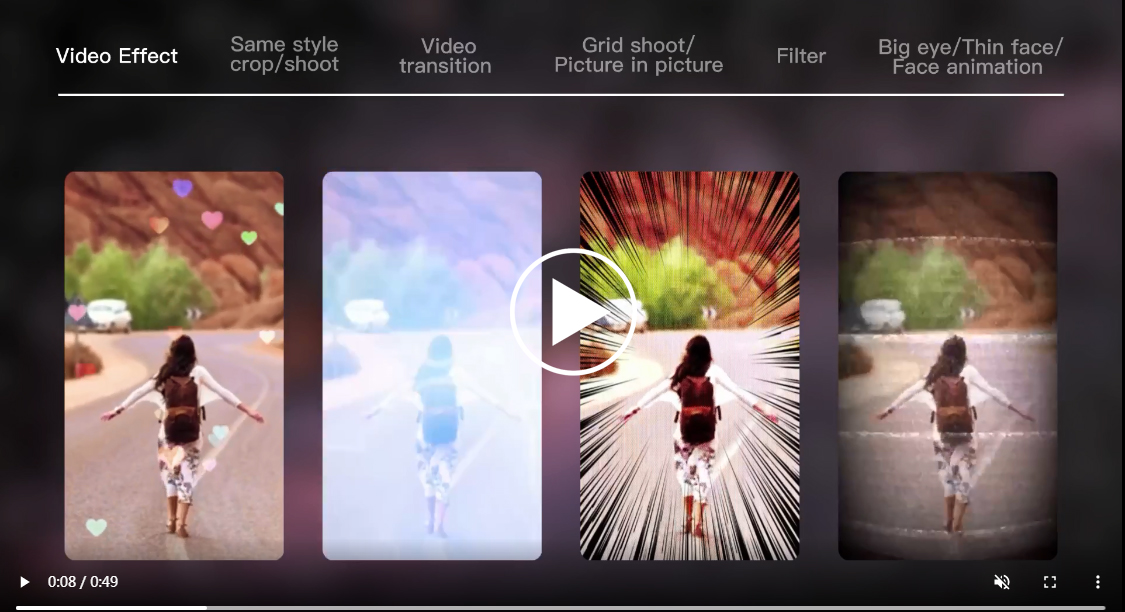 Video Effect
Same style
crop/shoot
Video
transition
Grid shoot/
Picture in picture
Filter
Big eye/Thin face/
Face animation
0:08 / 0:49